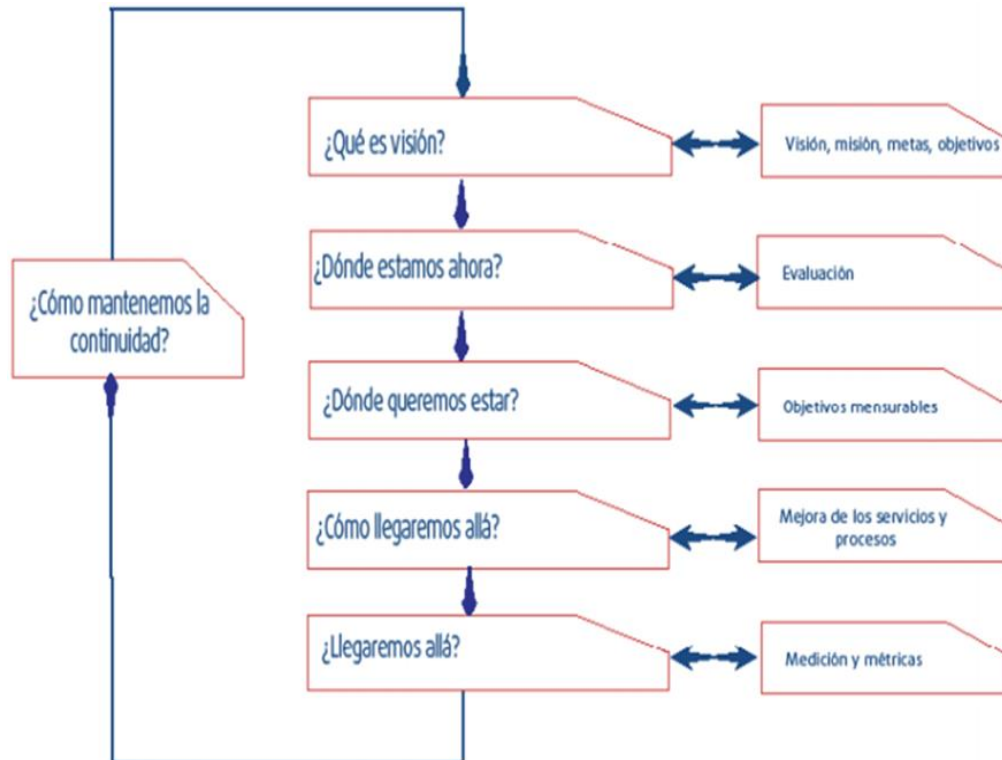 ¿Qué es visión?
Visión, misión, metas, objetivos
¿Dónde estamos ahora?
Evaluación
¿Cómo mantenemos la
continuidad?
¿Dónde queremos estar?
Objetivos mensurables
¿Cómo llegaremos allá?
Mejora de los servicios y
procesos
¿Llegaremos allá?
Medición y métricas